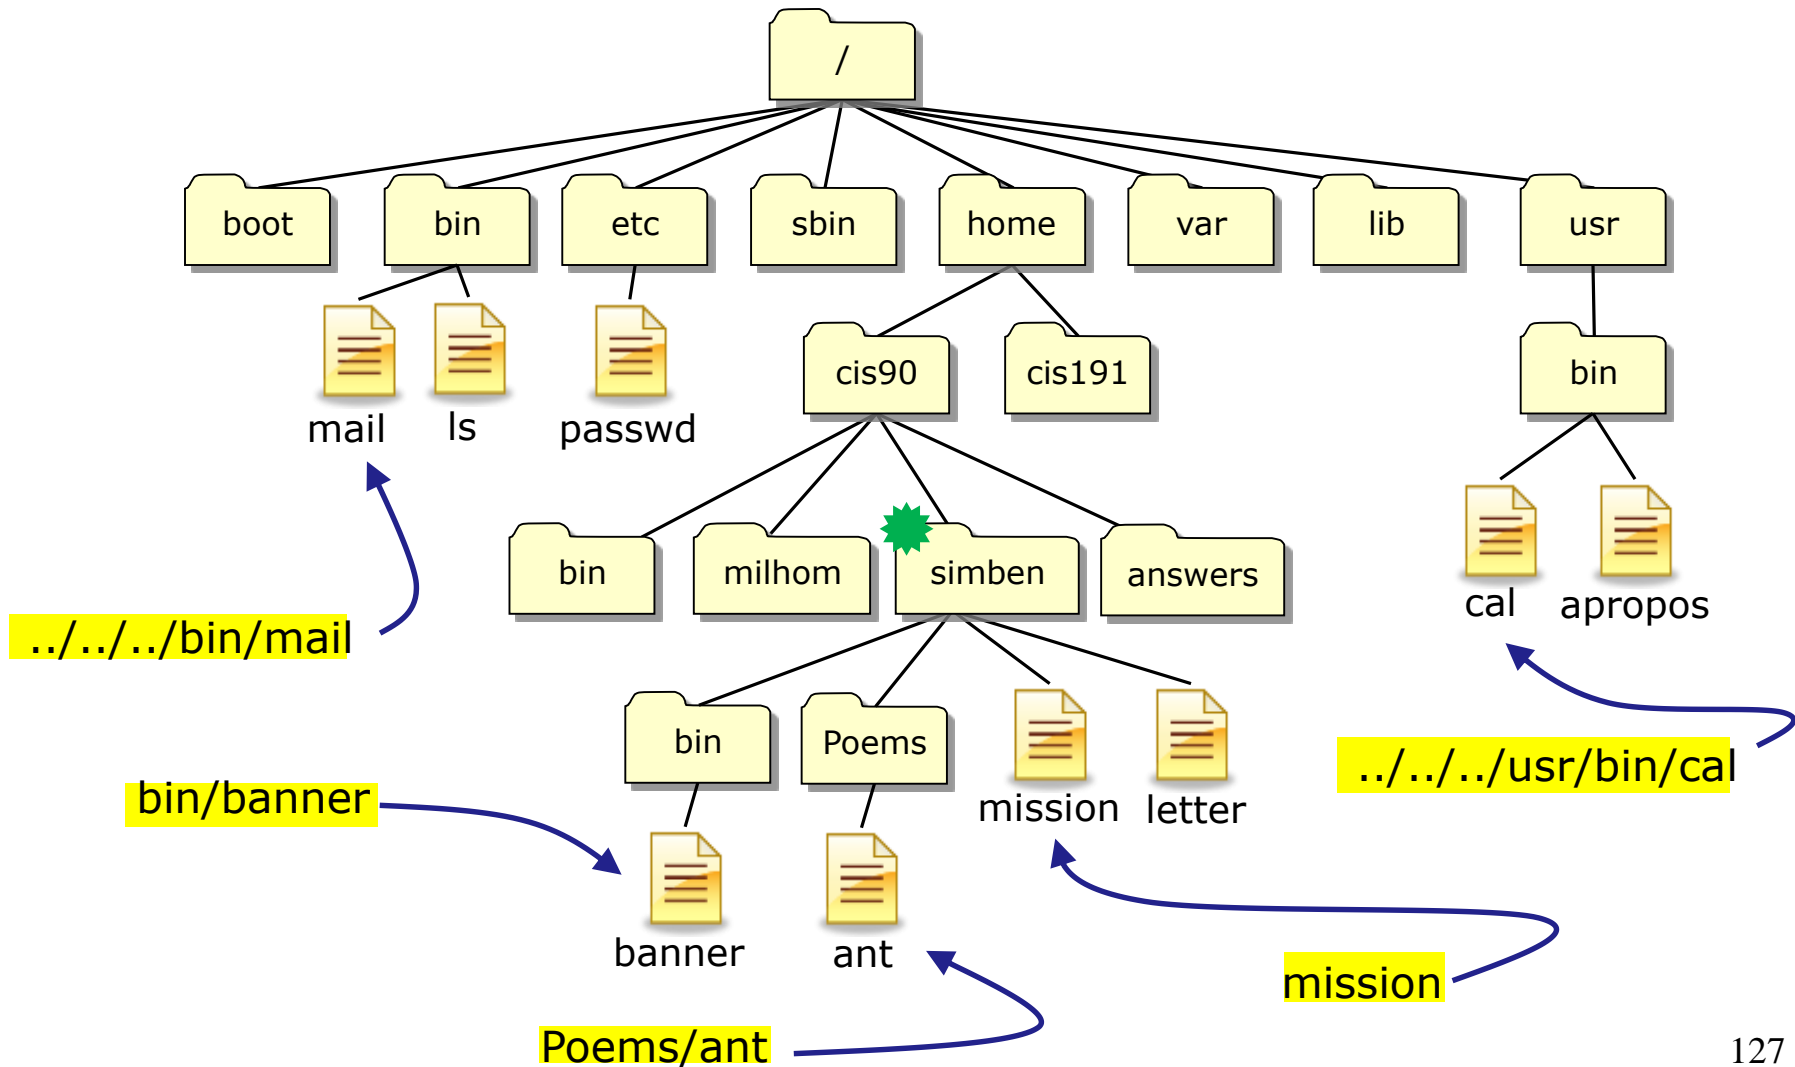 /
boot
bin
etc
sbin
home
var
lib
usr
mail
ls
passwd
cis90
cis191
bin
bin
milhom
simben
answers
cal
apropos
../../../bin/mail
bin
Poems
mission
letter
../../../usr/bin/cal
bin/banner
banner
ant
mission
Poems/ant
127